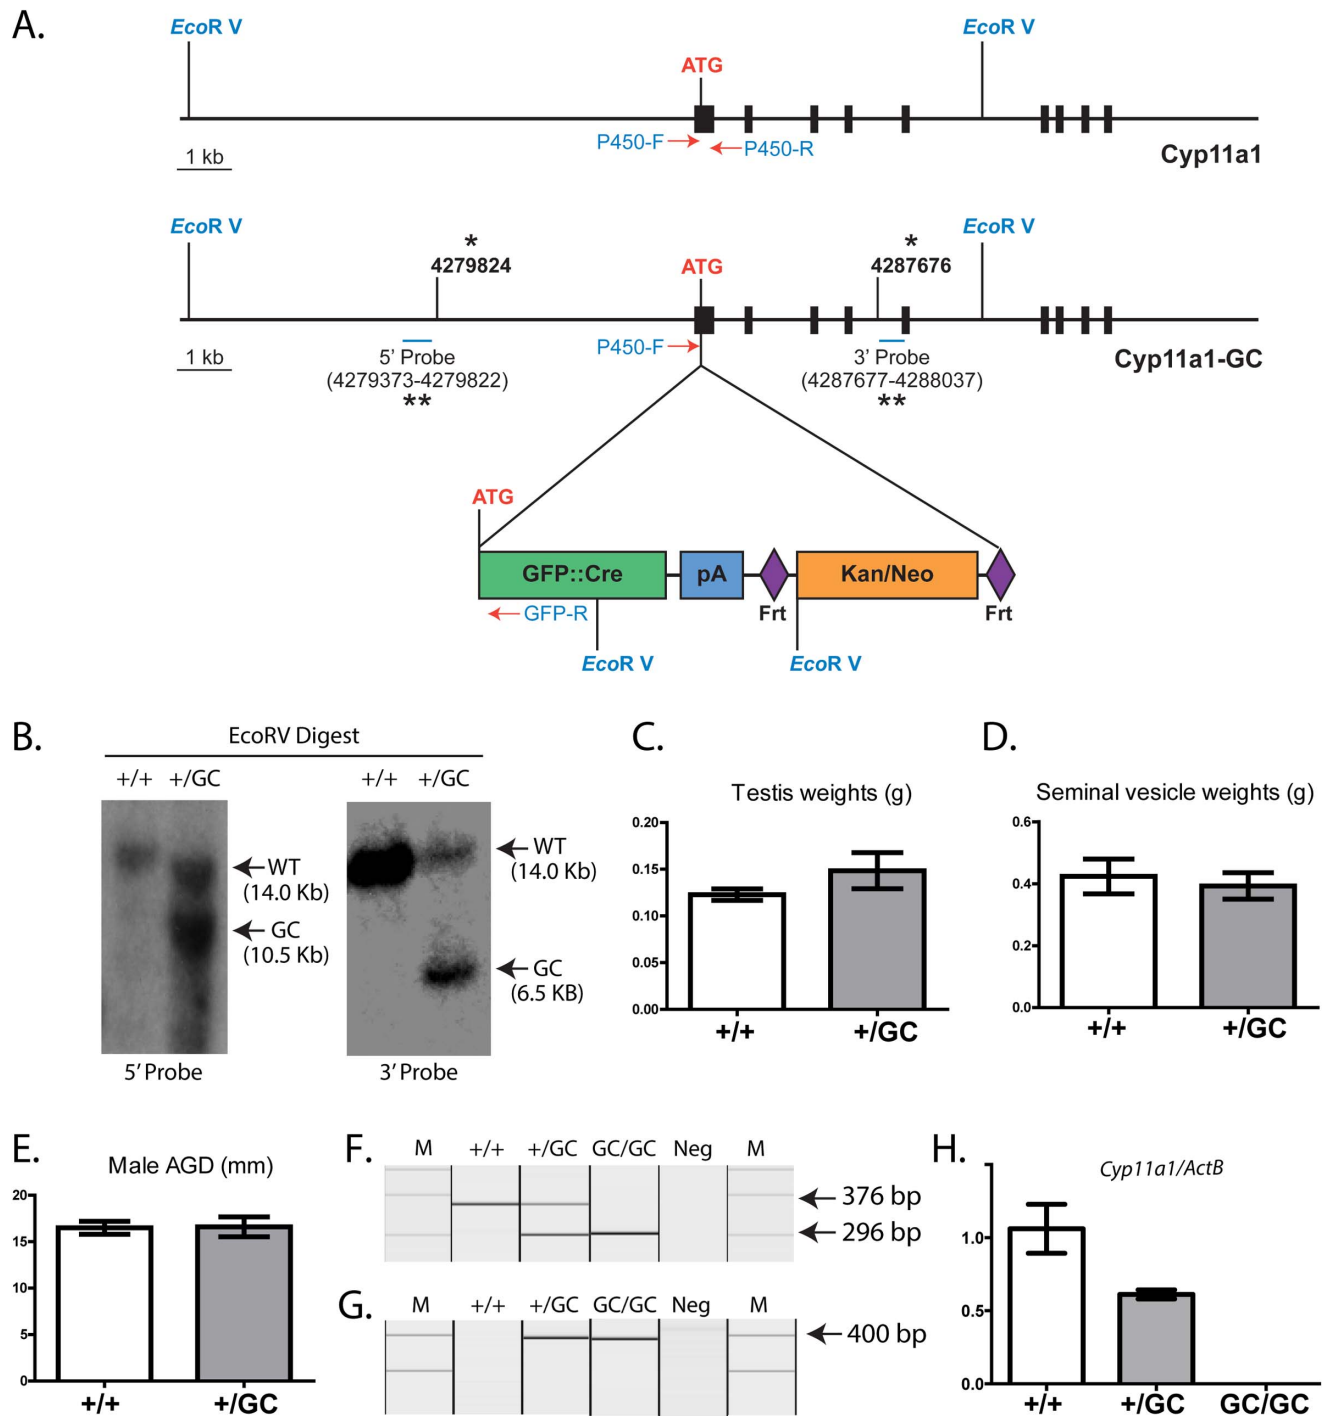 A.
EcoR V
EcoR V
ATG
P450-F
P450-R
1 kb
Cyp11a1
EcoR V
EcoR V
*
*
4279824
ATG
4287676
P450-F
1 kb
5' Probe
3' Probe
Cyp11a1-GC
(4279373-4279822)
(4287677-4288037)
**
**
ATG
GFP::Cre
pA
Kan/Neo
GFP-R
Frt
Frt
EcoR V
EcoR V
B.
EcoRV Digest
+/+ +/GC
+/+ +/GC
WT
(14.0 Kb)
GC
(10.5 Kb)
WT
(14.0 Kb)
GC
(6.5 KB)
5' Probe
3' Probe
C.
Testis weights (g)
0.20
0.15
0.10
0.05
0.00
+/+
+/GC
D.
Seminal vesicle weights (g)
0.6
0.4
0.2
0.0
+/+
+/GC
E.
Male AGD (mm)
20
15
10
5
0
+/+
+/GC
F.
M +/+ +/GC GC/GC Neg M
376 bp
296 bp
G.
M +/+ +/GC GC/GC Neg M
400 bp
H.
Cyp11a1/ActB
1.0
0.5
0.0
+/+
+/GC
GC/GC